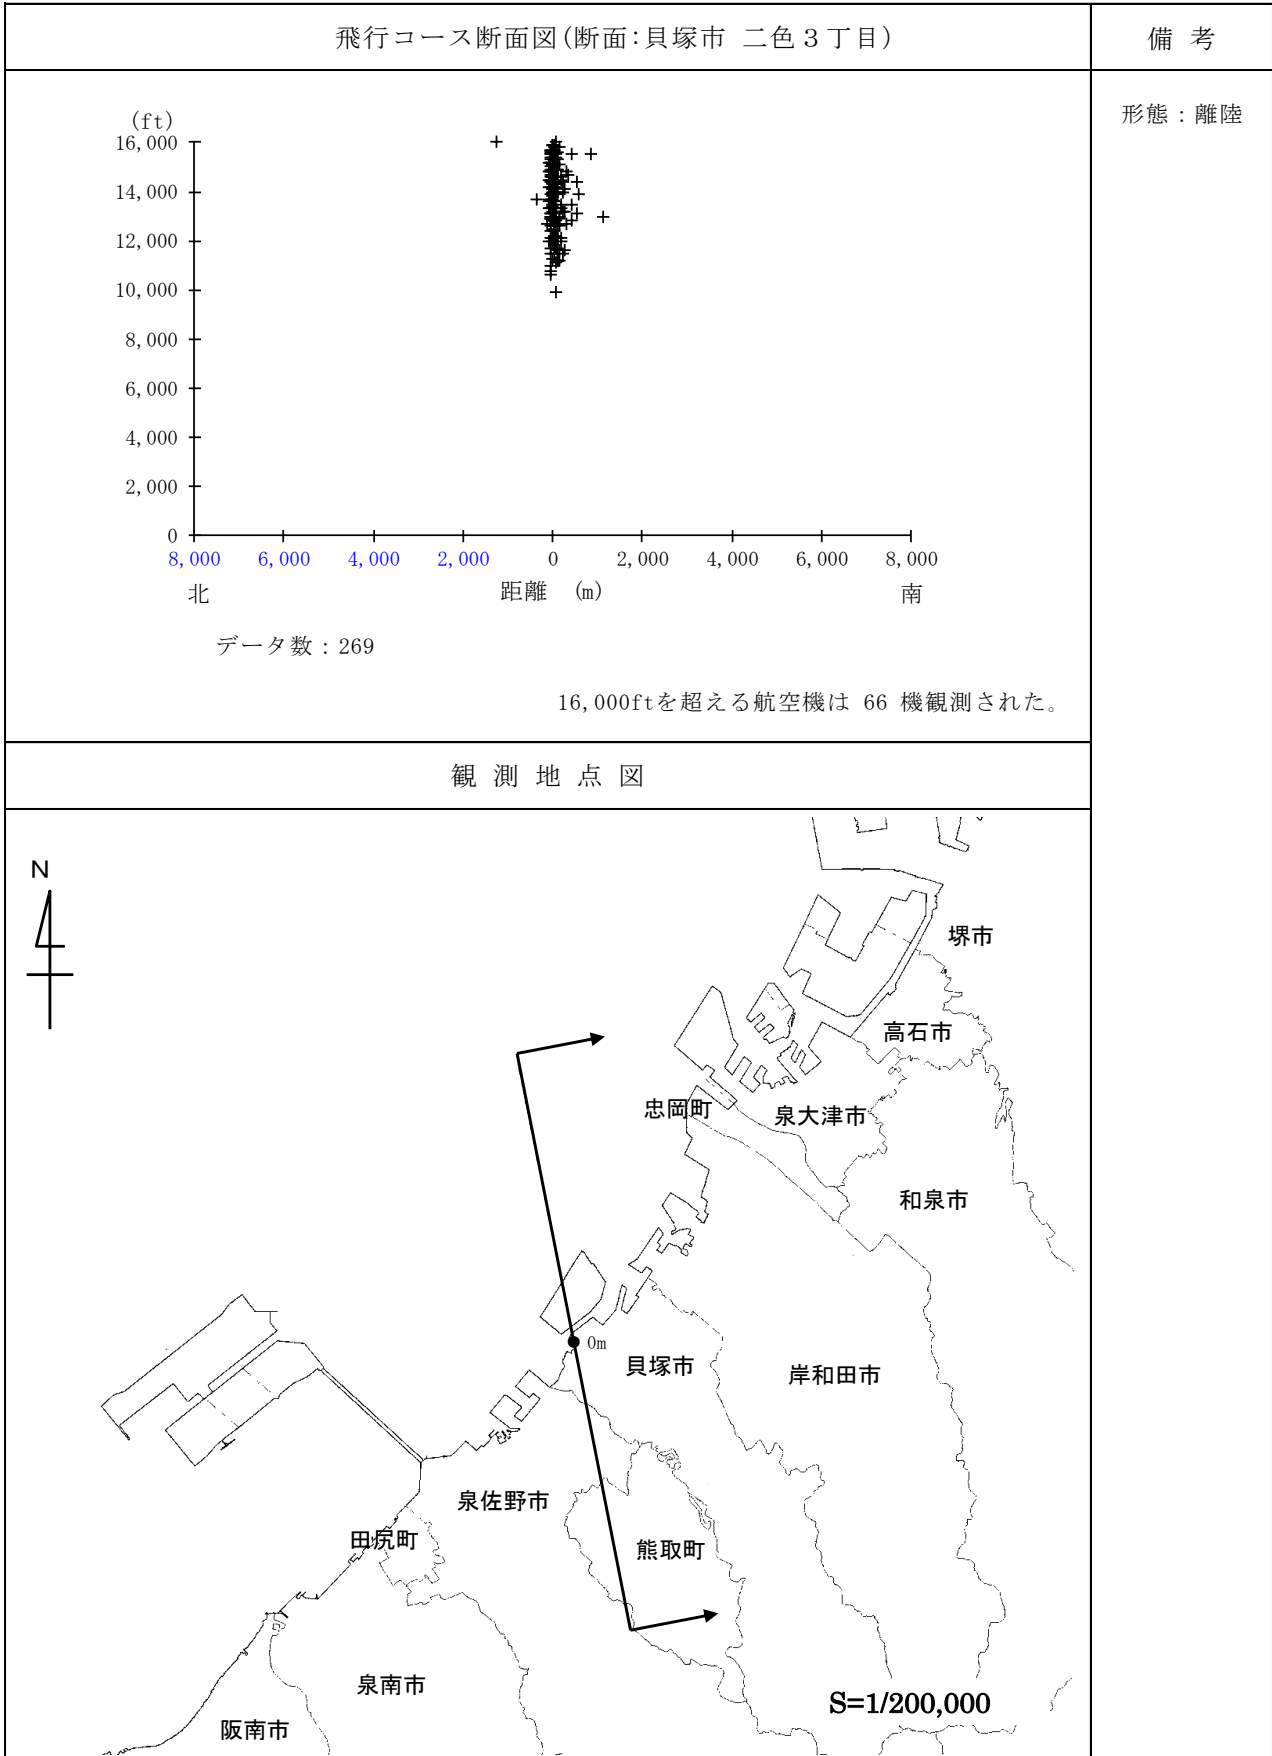 飛行コース断面図(断面:貝塚市 二色３丁目)
備 考
形態：離陸
(ft)
16,000
14,000
12,000
10,000
8,000
6,000
4,000
2,000
0
8,000 6,000 4,000 2,000 0 2,000 4,000 6,000 8,000
北 距離 (m) 南
データ数：269
16,000ftを超える航空機は 66 機観測された。
観 測 地 点 図
N
堺市
高石市
忠岡町
泉大津市
和泉市
0m
貝塚市
岸和田市
泉佐野市
田尻町
熊取町
泉南市
S=1/200,000
阪南市